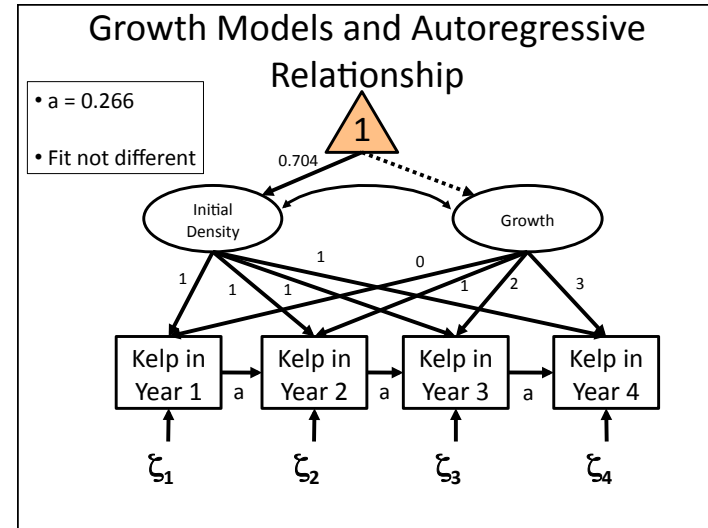 Growth Models and Autoregressive
Relationship
• a = 0.266
• Fit not different
1
0.704
Initial
Density
Growth
1
1
1
1
0
1
2
3
Kelp in
Year 1
a
Kelp in
Year 2
a
Kelp in
Year 3
a
Kelp in
Year 4
ζ1
ζ2
ζ3
ζ4